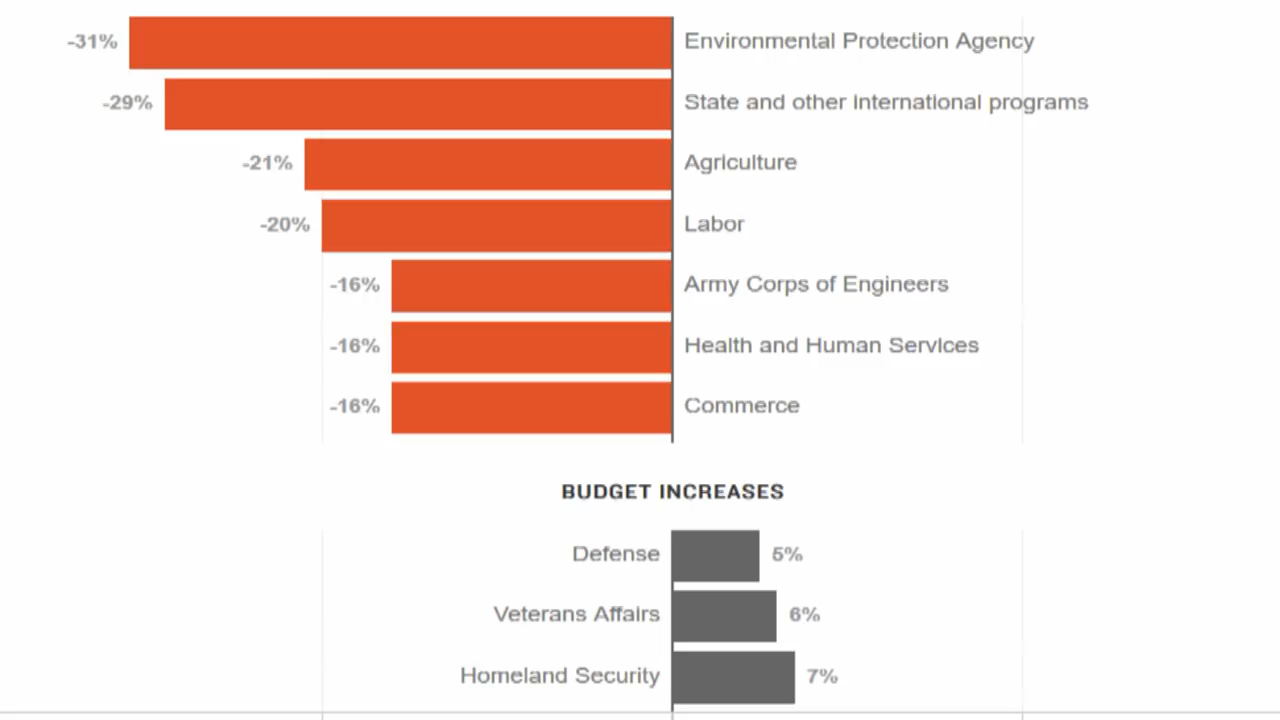 -31% Environmental Protection Agency
-29% State and other international programs
-21% Agriculture
-20% Labor
-16% Army Corps of Engineers
-16% Health and Human Services
-16% Commerce
BUDGET INCREASES
Defense 5%
Veterans Affairs 6%
Homeland Security 7%